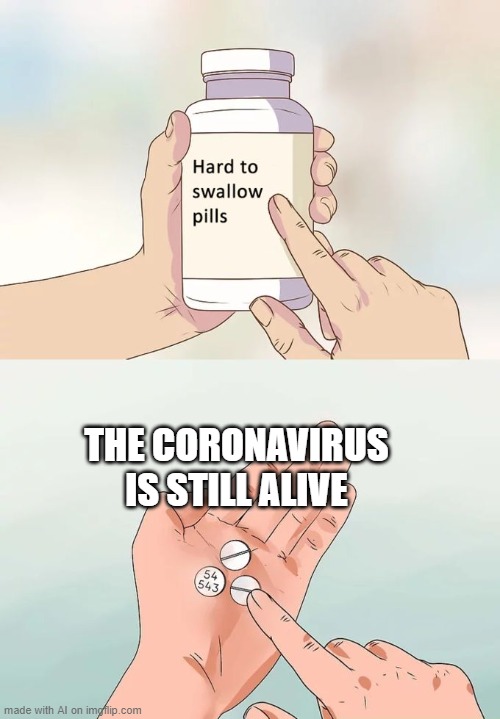 Hard to
swallow
pills
THE CORONAVIRUS
IS STILL ALIVE
54
543
made with AI on imgflip.com